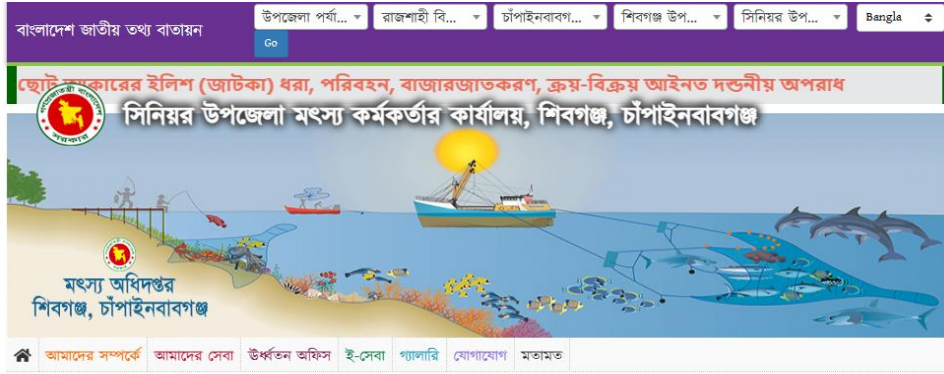 বাংলাদেশ জাতীয় তথ্য বাতায়ন
উপজেলা পর্যা... রাজশাহী বি... চাঁপাইনবাবগ... শিবগঞ্জ উপ... সিনিয়র উপ... Bangla
Go
ছোট আকারের ইলিশ (জাটকা) ধরা, পরিবহন, বাজারজাতকরণ, ক্রয়-বিক্রয় আইনত দন্ডনীয় অপরাধ
সিনিয়র উপজেলা মৎস্য কর্মকর্তার কার্যালয়, শিবগঞ্জ, চাঁপাইনবাবগঞ্জ
মৎস্য অধিদপ্তর
শিবগঞ্জ, চাঁপাইনবাবগঞ্জ
আমাদের সম্পর্কে আমাদের সেবা উর্ধ্বতন অফিস ই-সেবা গ্যালারি যোগাযোগ মতামত